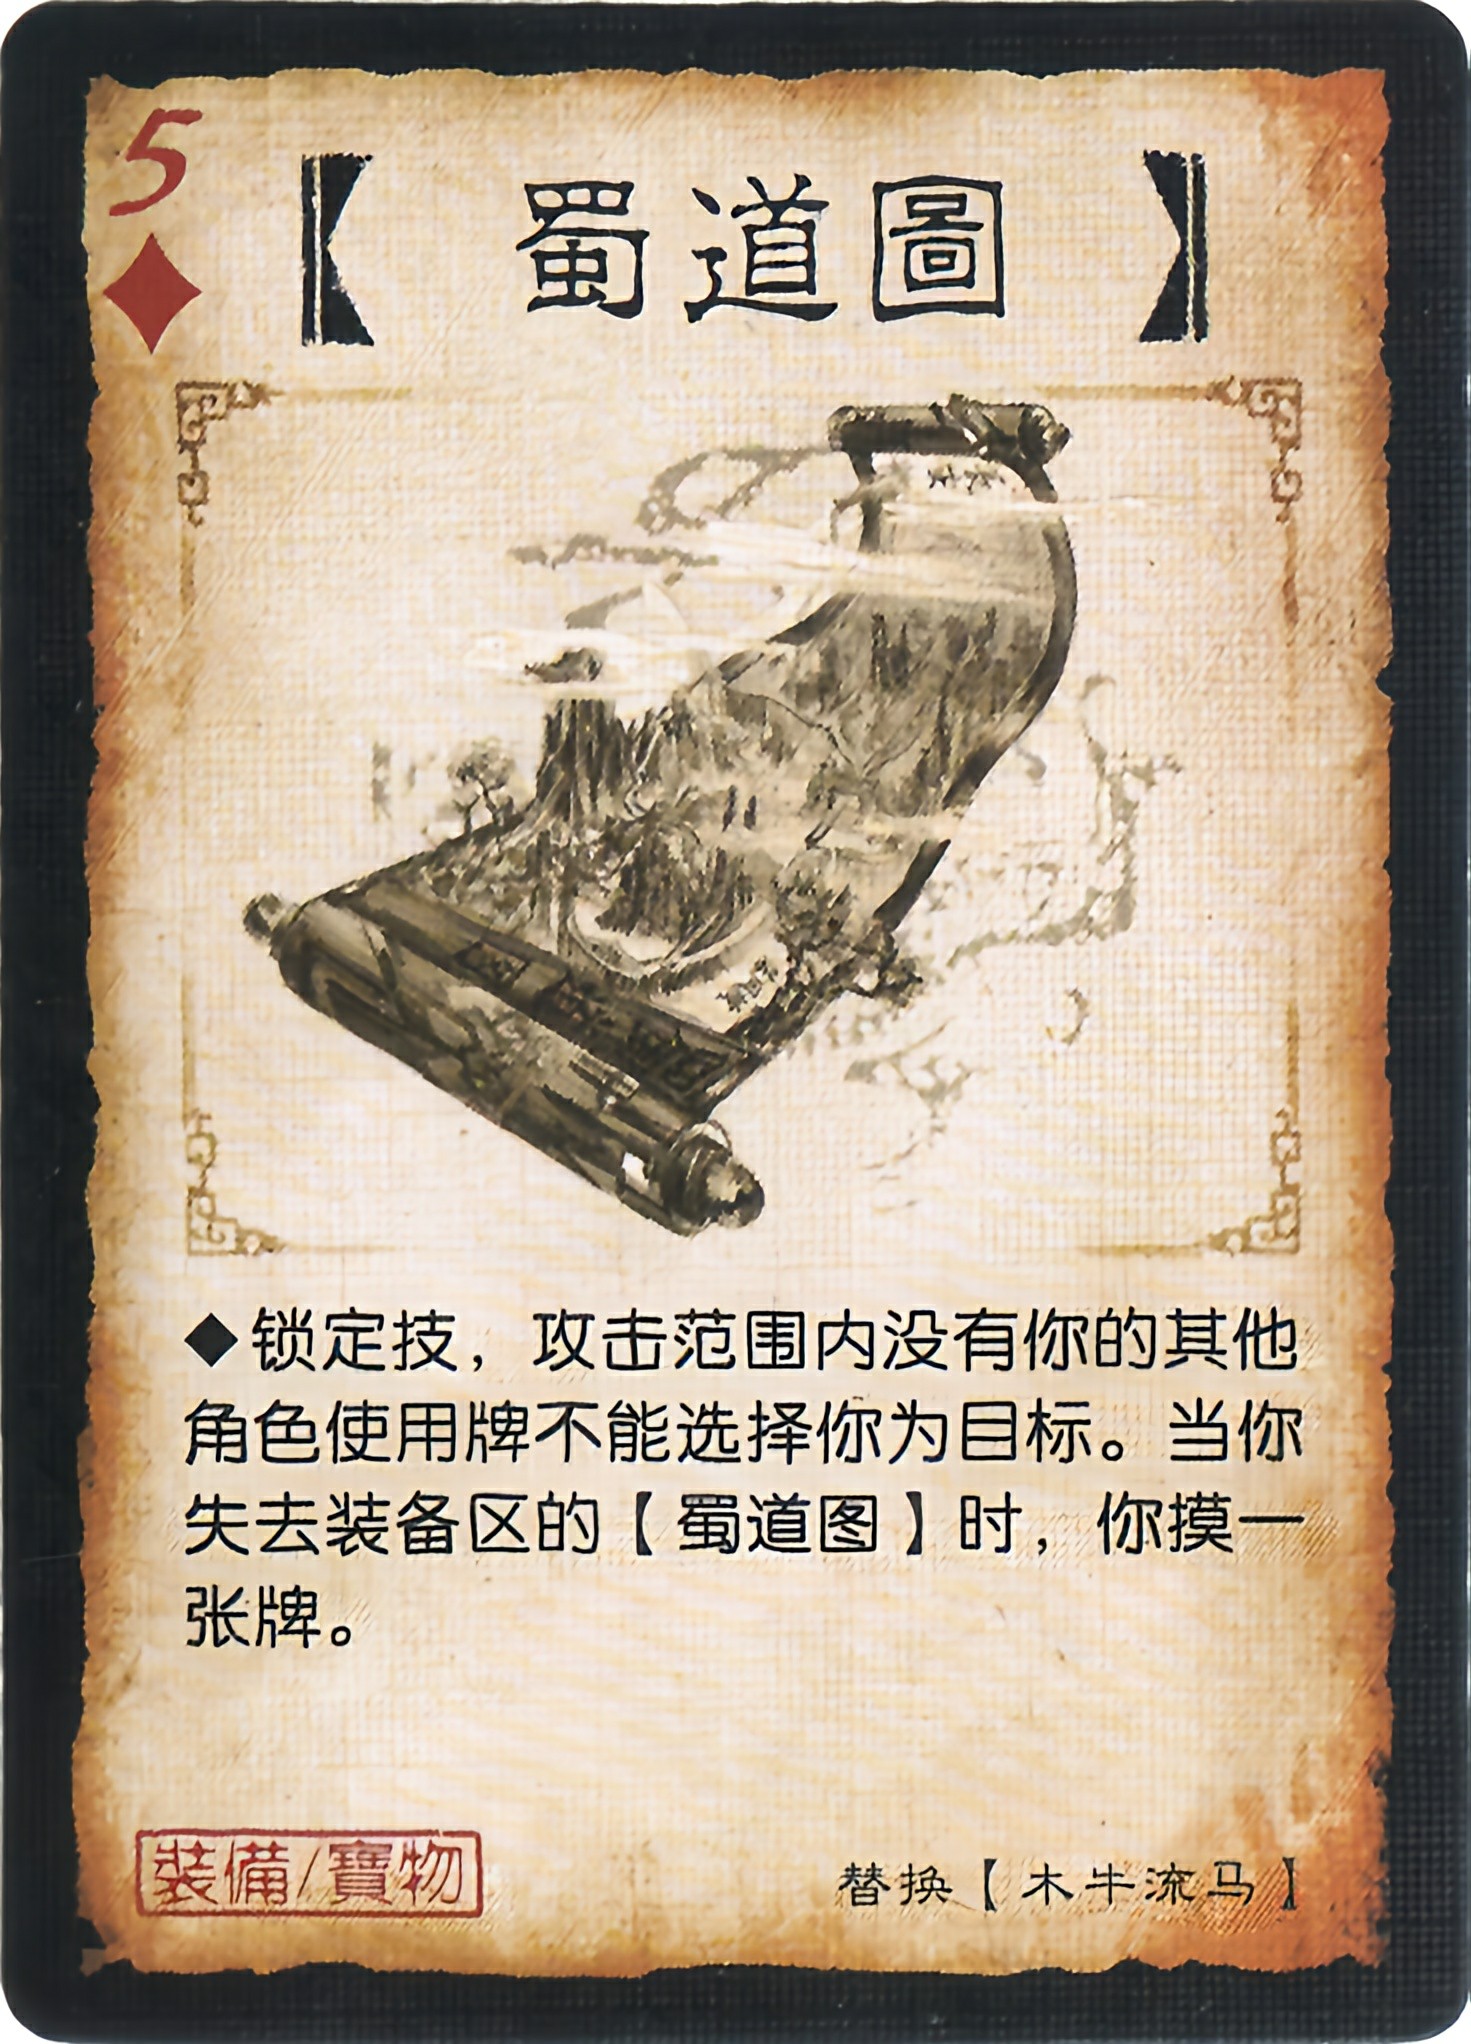 5
【蜀道圖】
◆锁定技，攻击范围内没有你的其他
角色使用牌不能选择你为目标。当你
失去装备区的【蜀道图】时，你摸一
张牌。
裝備/寶物
替换【木牛流马】